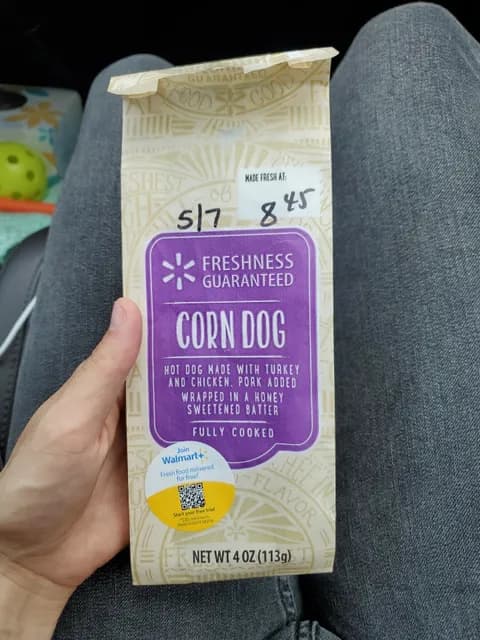 GUARANTEED
MADE FRESH AT:
5/7 8 45
FRESHNESS
GUARANTEED
CORN DOG
HOT DOG MADE WITH TURKEY
AND CHICKEN, PORK ADDED
WRAPPED IN A HONEY
SWEETENED BATTER
FULLY COOKED
Join
Walmart+
Fresh food delivered
for free*
Start your free trial
NET WT 4 OZ (113g)